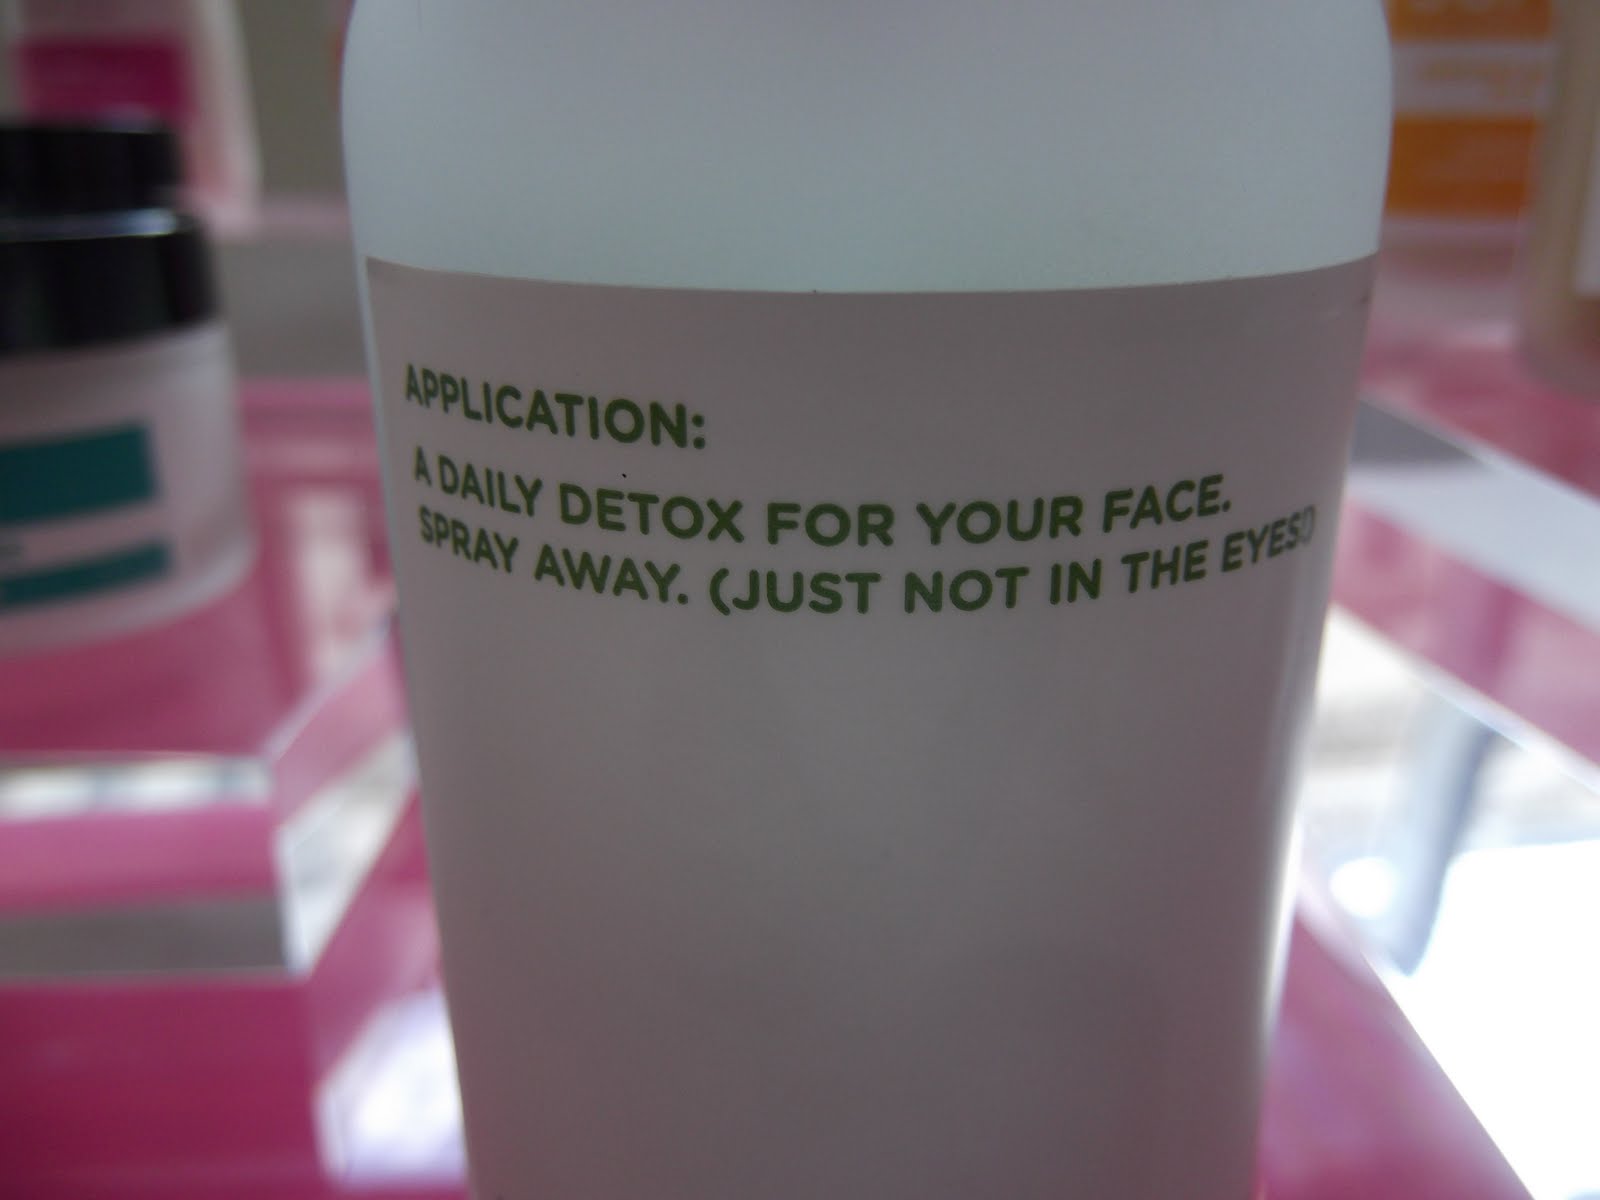 APPLICATION:
A DAILY DETOX FOR YOUR FACE.
SPRAY AWAY. (JUST NOT IN THE EYES!)